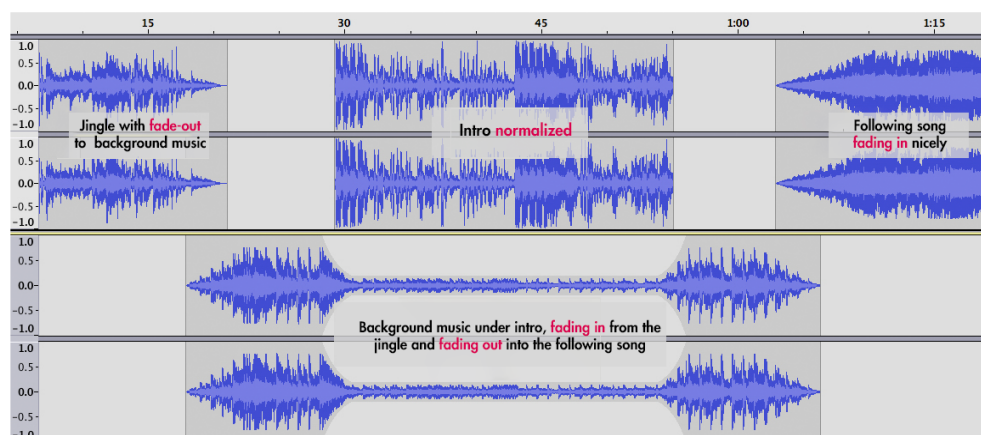 15 30 45 1:00 1:15
1.0
0.5-
0.0-
-0.5-
-1.0
Jingle with fade-out
to background music
Intro normalized
Following song
fading in nicely
1.0
0.5-
0.0-
-0.5-
-1.0
1.0
0.5-
0.0-
-0.5-
-1.0
Background music under intro, fading in from the
jingle and fading out into the following song
1.0
0.5-
0.0-
-0.5-
-1.0